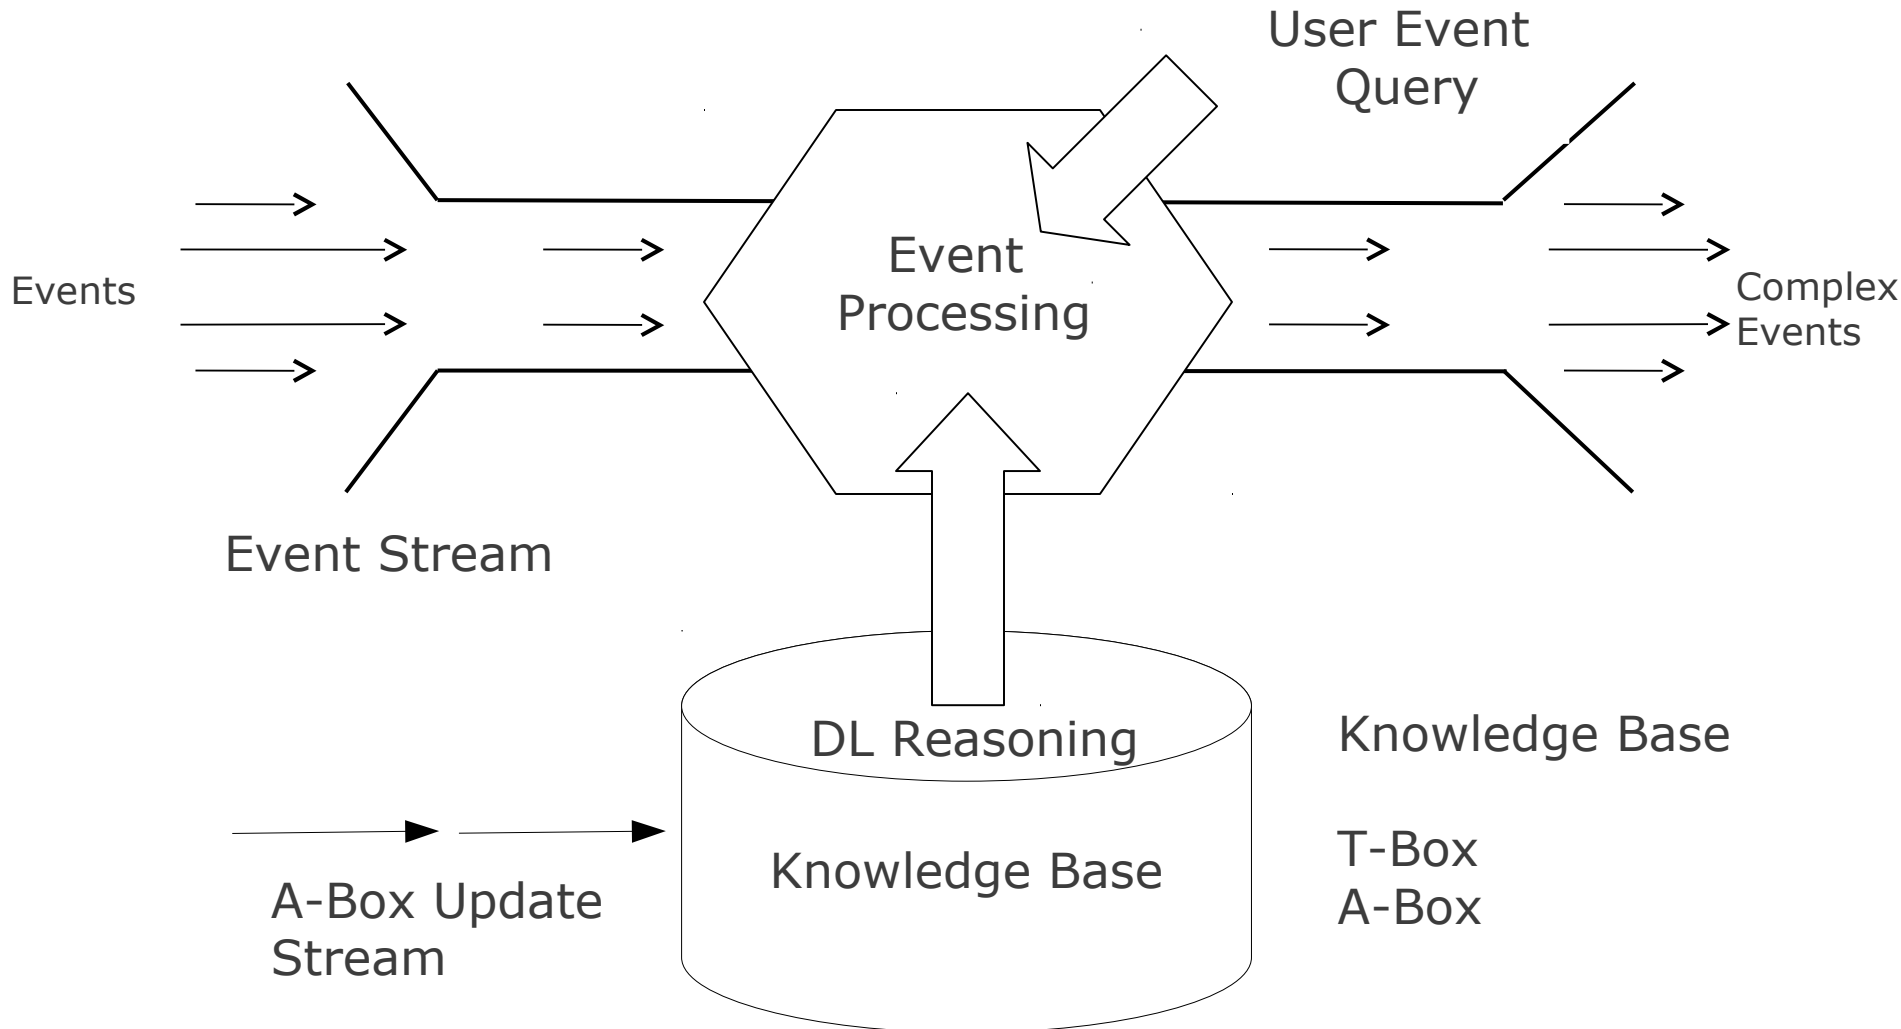 User Event
Query
Events
Event
Processing
Complex
Events
Event Stream
DL Reasoning
Knowledge Base
Knowledge Base
T-Box
A-Box
A-Box Update
Stream